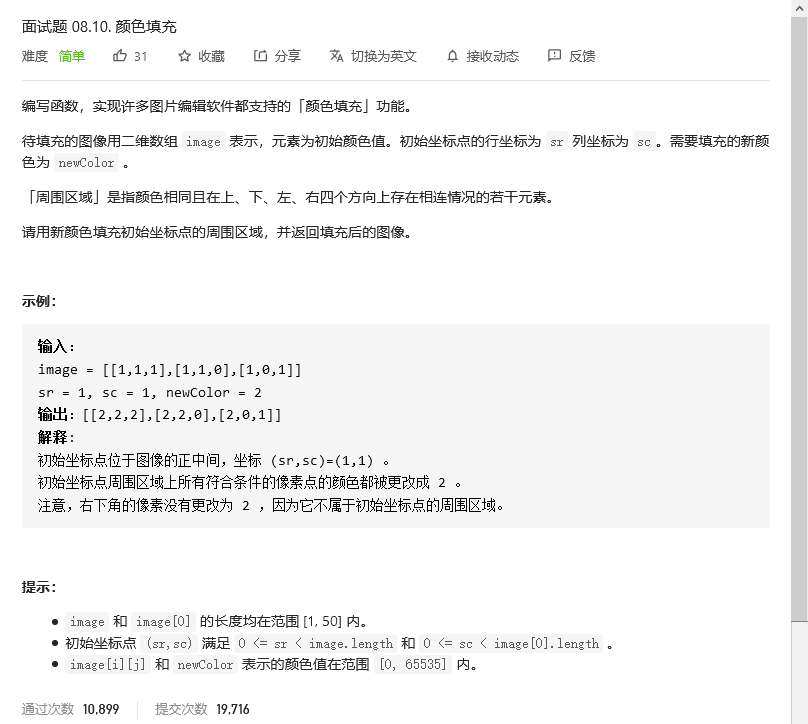 面试题 08.10. 颜色填充
难度 简单 31 收藏 分享 切换为英文 接收动态 反馈
编写函数，实现许多图片编辑软件都支持的「颜色填充」功能。
待填充的图像用二维数组 image 表示，元素为初始颜色值。初始坐标点的行坐标为 sr 列坐标为 sc。需要填充的新颜
色为 newColor 。
「周围区域」是指颜色相同且在上、下、左、右四个方向上存在相连情况的若干元素。
请用新颜色填充初始坐标点的周围区域，并返回填充后的图像。
示例：
输入：
image = [[1,1,1],[1,1,0],[1,0,1]]
sr = 1, sc = 1, newColor = 2
输出：[[2,2,2],[2,2,0],[2,0,1]]
解释:
初始坐标点位于图像的正中间，坐标 (sr,sc)=(1,1) 。
初始坐标点周围区域上所有符合条件的像素点的颜色都被更改成 2 。
注意，右下角的像素没有更改为 2 ，因为它不属于初始坐标点的周围区域。
提示：
• image 和 image[0] 的长度均在范围 [1, 50] 内。
• 初始坐标点 (sr,sc) 满足 0 <= sr < image.length 和 0 <= sc < image[0].length 。
• image[i][j] 和 newColor 表示的颜色值在范围 [0, 65535] 内。
通过次数 10,899 提交次数 19,716